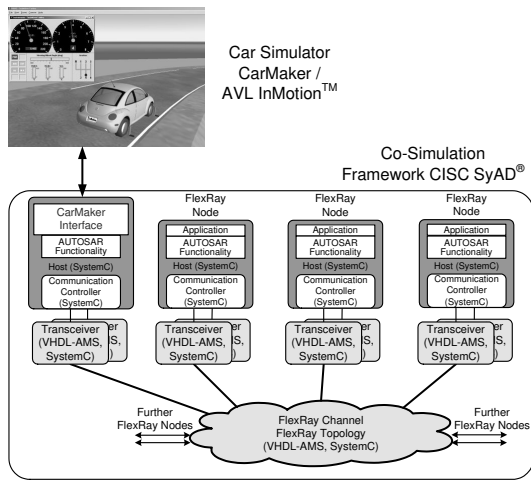 Car Simulator
CarMaker /
AVL InMotion™
Co-Simulation
Framework CISC SyAD®
CarMaker
Interface
AUTOSAR
Functionality
Host (SystemC)
Communication
Controller
(SystemC)
Transceiver
(VHDL-AMS,
SystemC)
FlexRay
Node
Application
AUTOSAR
Functionality
Host (SystemC)
Communication
Controller
(SystemC)
Transceiver
(VHDL-AMS,
SystemC)
FlexRay
Node
Application
AUTOSAR
Functionality
Host (SystemC)
Communication
Controller
(SystemC)
Transceiver
(VHDL-AMS,
SystemC)
FlexRay
Node
Application
AUTOSAR
Functionality
Host (SystemC)
Communication
Controller
(SystemC)
Transceiver
(VHDL-AMS,
SystemC)
Further
FlexRay Nodes
FlexRay Channel
FlexRay Topology
(VHDL-AMS, SystemC)
Further
FlexRay Nodes